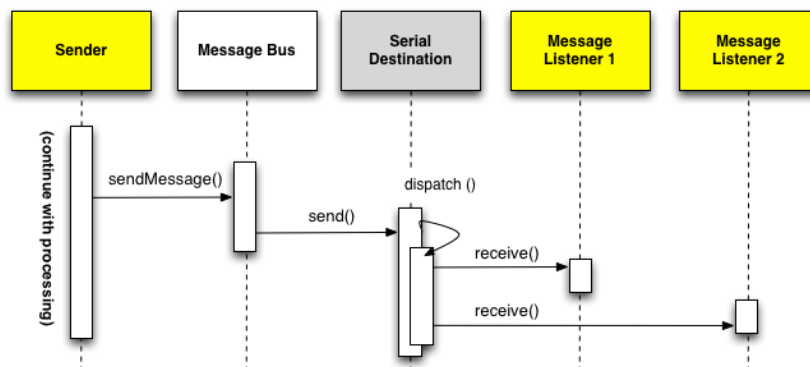 Sender
Message Bus
Serial
Destination
Message
Listener 1
Message
Listener 2
(continue with processing)
sendMessage()
send()
dispatch ()
receive()
receive()